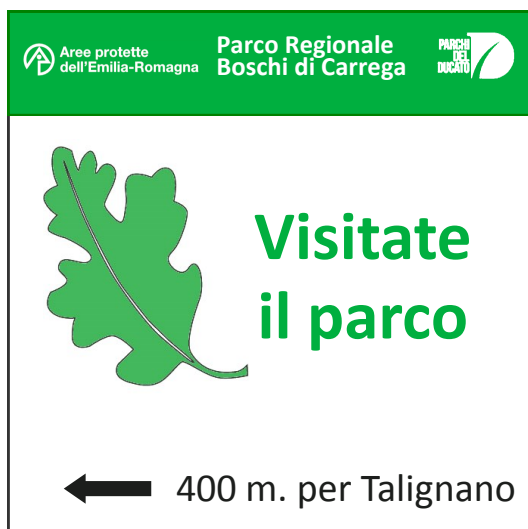 Aree protette
dell'Emilia-Romagna
Parco Regionale
Boschi di Carrega
PARCHI
DEL
DUCATO
Visitate
il parco
400 m. per Talignano